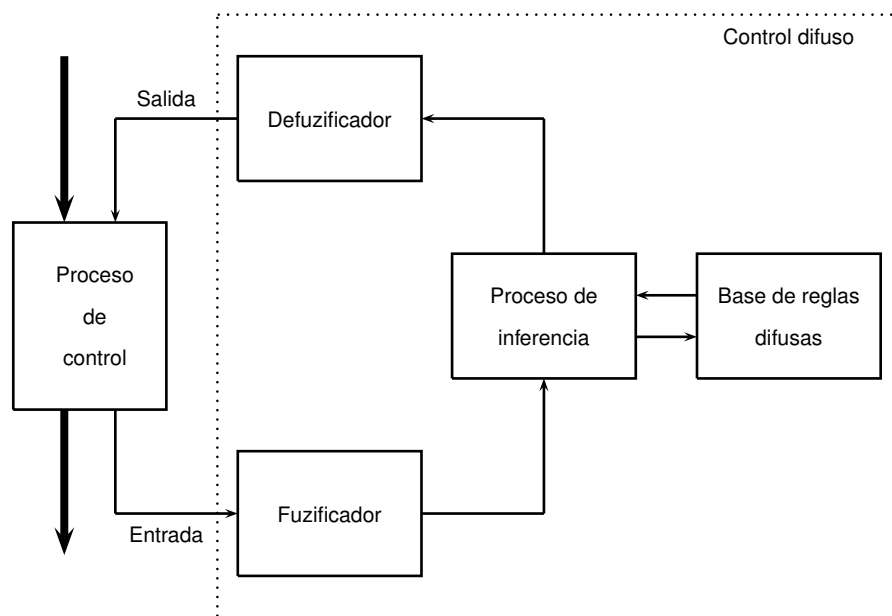 Control difuso
Salida
Defuzificador
Proceso
de
control
Proceso de
inferencia
Base de reglas
difusas
Fuzificador
Entrada